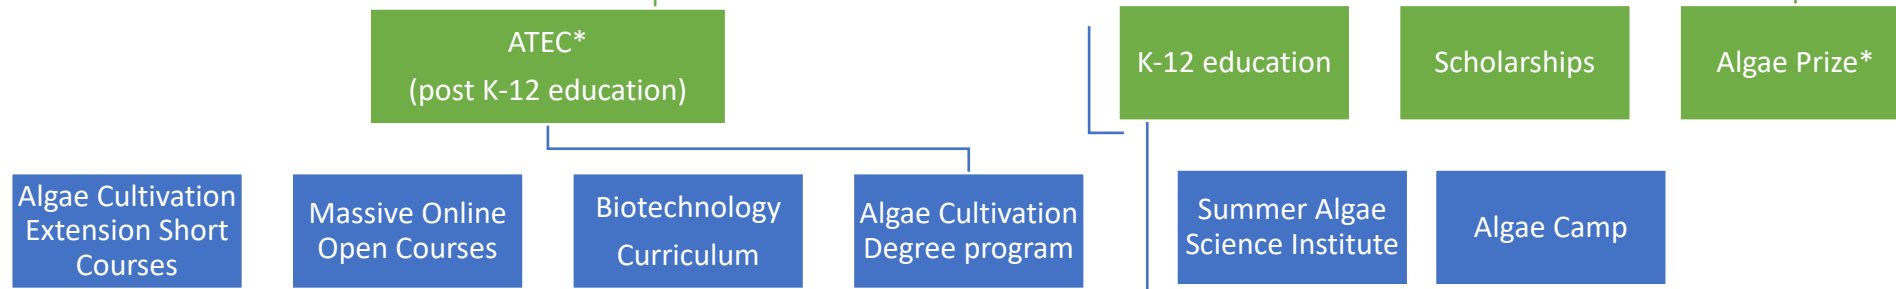 ATEC*
(post K-12 education)
K-12 education
Scholarships
Algae Prize*
Algae Cultivation
Extension Short
Courses
Massive Online
Open Courses
Biotechnology
Curriculum
Algae Cultivation
Degree program
Summer Algae
Science Institute
Algae Camp